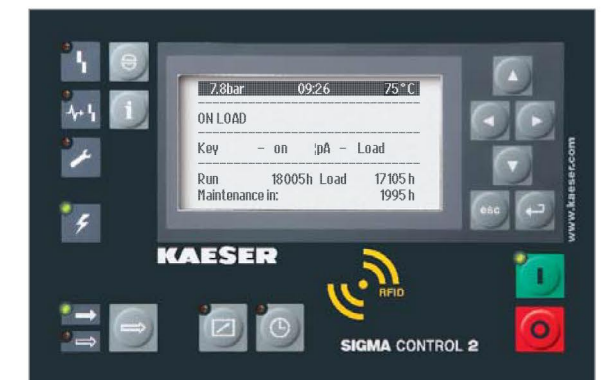 7.8bar 09:26 75°C
ON LOAD
Key - on ¦pA - Load
Run 18005h Load 17105h
Maintenance in: 1995h
i
esc
www.kaeser.com
KAESER
RFID
I
O
SIGMA CONTROL 2